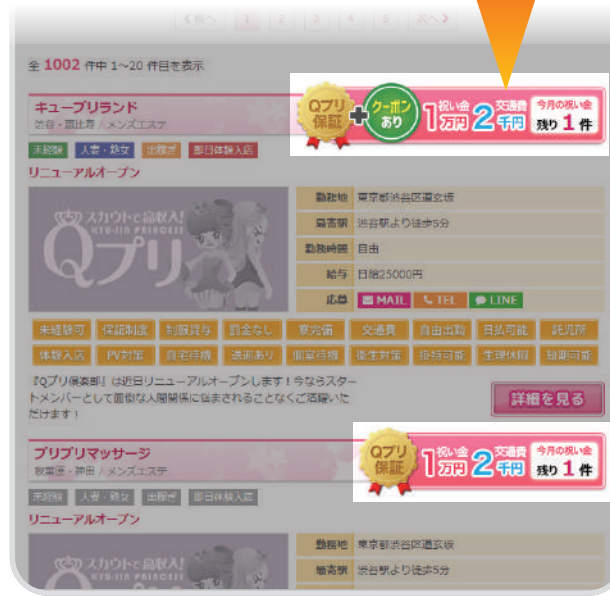 前へ 1 2 3 4 5 次へ
全 1002 件中 1~20 件目を表示
キューブリランド
渋谷・恵比寿 / メンズエステ
Qプリ保証 + クーポンあり 祝い金1万円 交通費2千円 今月の祝い金残り1件
未経験 人妻・熟女 出稼ぎ 即日体験入店
リニューアルオープン
スカウトで高収入!
Qプリ
KYU-JIN PRINCESS
勤務地 東京都渋谷区道玄坂
最寄駅 渋谷駅より徒歩5分
勤務時間 自由
給与 日給25000円
応募 MAIL TEL LINE
未経験可 保証制度 制服貸与 罰金なし 寮完備 交通費 自由出勤 日払可能 託児所
体験入店 PV対策 自宅待機 送迎あり 個室待機 衛生対策 掛持可能 生理休暇 短期可能
『Qプリ倶楽部』は近日リニューアルオープンします!今ならスター
トメンバーとして面倒な人間関係に悩まされることなくご活躍いた
だけます!
詳細を見る
プリプリマッサージ
秋葉原・神田 / メンズエステ
Qプリ保証 祝い金1万円 交通費2千円 今月の祝い金残り1件
未経験 人妻・熟女 出稼ぎ 即日体験入店
リニューアルオープン
スカウトで高収入!
Qプリ
KYU-JIN PRINCESS
勤務地 東京都渋谷区道玄坂
最寄駅 渋谷駅より徒歩5分